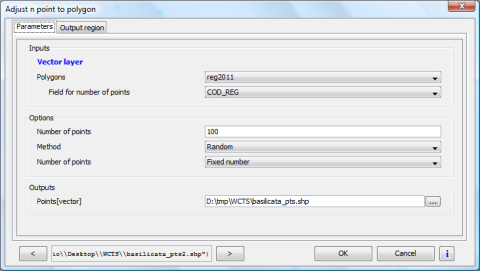 Adjust n point to polygon
Parameters Output region
Inputs
Vector layer
Polygons reg2011
Field for number of points COD_REG
Options
Number of points 100
Method Random
Number of points Fixed number
Outputs
Points[vector] D:\tmp\WCTS\basilicata_pts.shp ...
< io\\Desktop\\WCTS\\basilicata_pts2.shp") > OK Cancel i